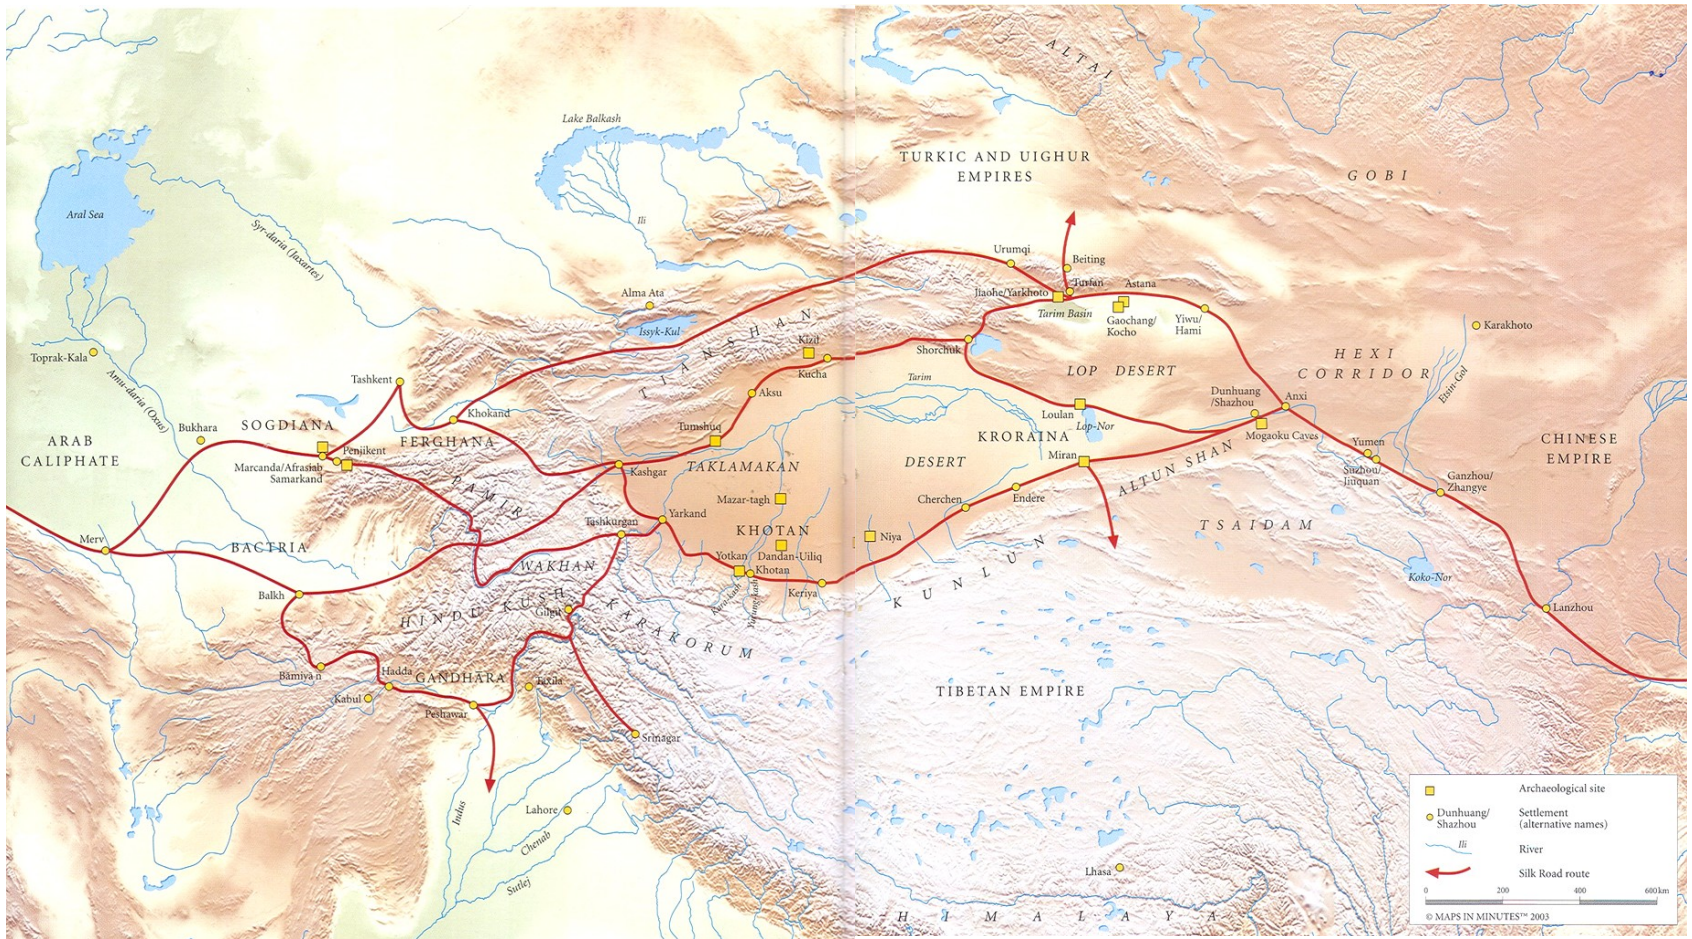 ALTAI
Lake Balkash
TURKIC AND UIGHUR
EMPIRES
GOBI
Aral Sea
Syr-daria (Jaxartes)
Ili
Urumqi
Beiting
Turfan
Astana
Jiaohe/Yarkhoto
Alma Ata
Issyk-Kul
Tarim Basin
Gaochang/
Kocho
Yiwu/
Hami
Karakhoto
TIANSHAN
Kizil
Kucha
Shorchuk
Toprak-Kala
Amu-daria (Oxus)
Tashkent
Aksu
Tarim
LOP DESERT
HEXI
CORRIDOR
Etsin-Gol
Khokand
Bukhara
SOGDIANA
FERGHANA
Tumshuq
Loulan
Lop-Nor
Dunhuang
/Shazhou
Anxi
ARAB
CALIPHATE
Penjikent
Marcanda/Afrasiab
Samarkand
Kashgar
TAKLAMAKAN
DESERT
KRORAINA
Miran
Mogaoku Caves
Yumen
Suzhou/
Jiuquan
CHINESE
EMPIRE
PAMIR
Mazar-tagh
Cherchen
Endere
ALTUN SHAN
Ganzhou/
Zhangye
Merv
BACTRIA
Tashkurgan
Yarkand
KHOTAN
Niya
TSAIDAM
WAKHAN
Yotkan
Dandan-Uiliq
Khotan
Keriya
KUNLUN
Koko-Nor
Balkh
HINDU KUSH
Gilgit
KARAKORUM
Lanzhou
Bamiyan
Hadda
GANDHARA
Kabul
Taxila
Peshawar
TIBETAN EMPIRE
Srinagar
Indus
Lahore
Chenab
Sutlej
Lhasa
HIMALAYA
Archaeological site
Dunhuang/
Shazhou
Settlement
(alternative names)
Ili
River
Silk Road route
0 200 400 600 km
© MAPS IN MINUTES™ 2003